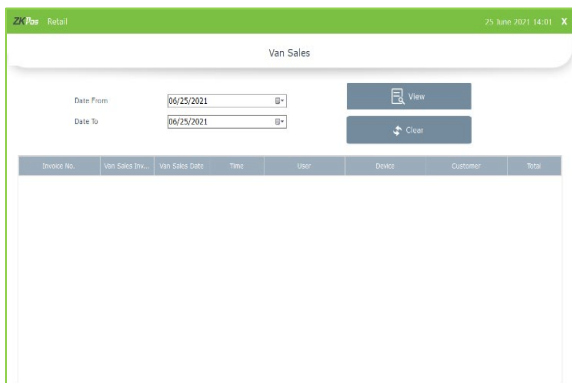 ZKPos Retail 25 June 2021 14:01 X
Van Sales
Date From 06/25/2021 View
Date To 06/25/2021 Clear
Invoice No. Van Sales Inv... Van Sales Date Time User Device Customer Total